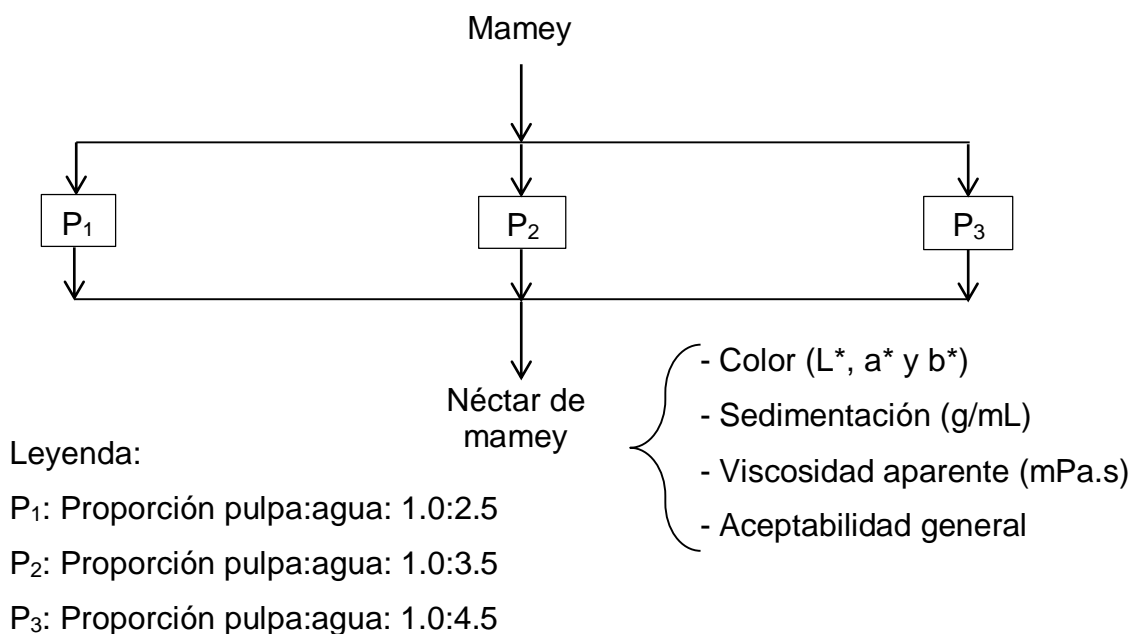 Mamey
P₁
P₂
P₃
Néctar de
mamey
- Color (L*, a* y b*)
- Sedimentación (g/mL)
- Viscosidad aparente (mPa.s)
- Aceptabilidad general
Leyenda:
P₁: Proporción pulpa:agua: 1.0:2.5
P₂: Proporción pulpa:agua: 1.0:3.5
P₃: Proporción pulpa:agua: 1.0:4.5